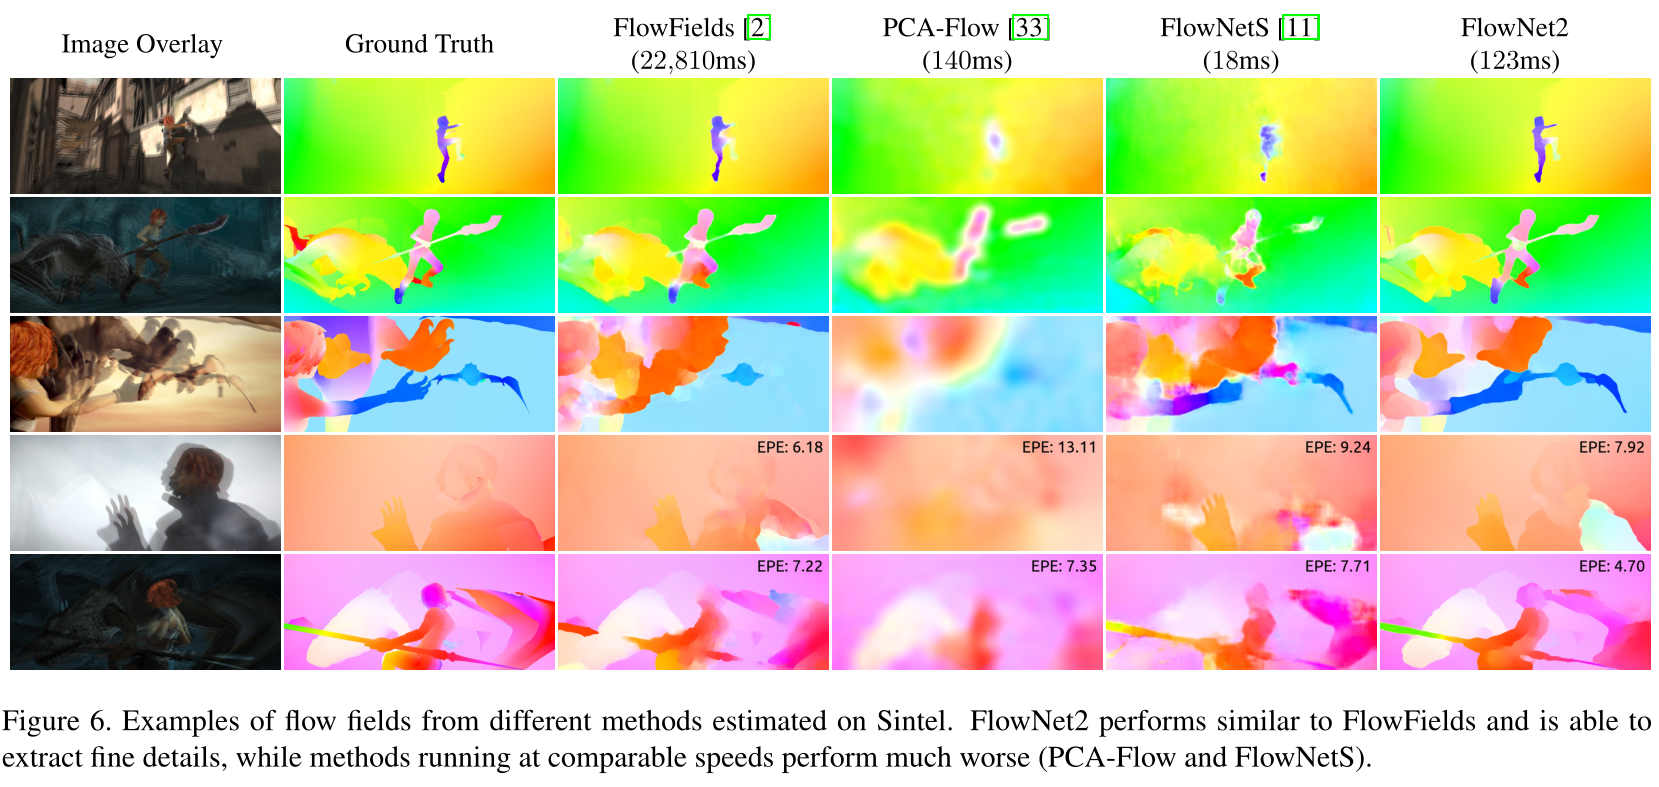 Image Overlay
Ground Truth
FlowFields [2]
(22,810ms)
PCA-Flow [33]
(140ms)
FlowNetS [11]
(18ms)
FlowNet2
(123ms)
EPE: 6.18
EPE: 13.11
EPE: 9.24
EPE: 7.92
EPE: 7.22
EPE: 7.35
EPE: 7.71
EPE: 4.70
Figure 6. Examples of flow fields from different methods estimated on Sintel. FlowNet2 performs similar to FlowFields and is able to
extract fine details, while methods running at comparable speeds perform much worse (PCA-Flow and FlowNetS).